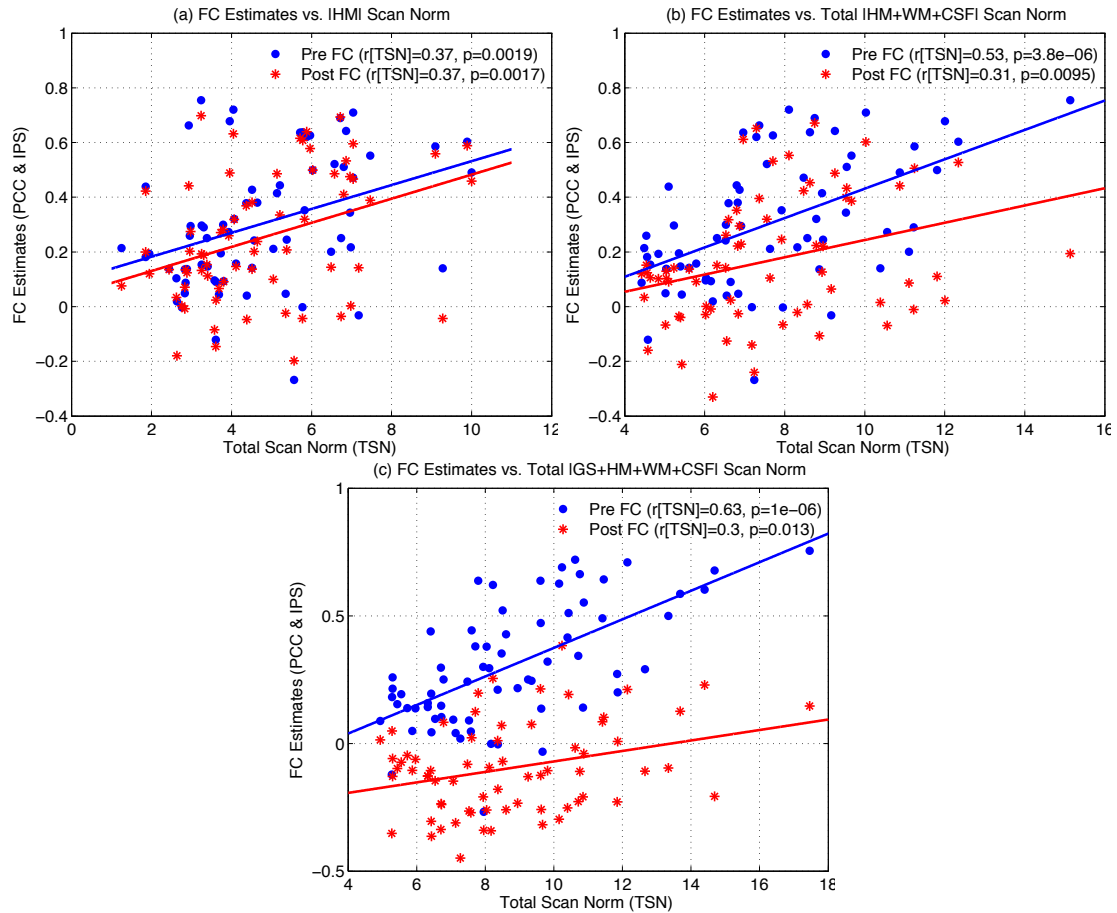 (a) FC Estimates vs. |HM| Scan Norm
Pre FC (r[TSN]=0.37, p=0.0019)
Post FC (r[TSN]=0.37, p=0.0017)
FC Estimates (PCC & IPS)
1
0.8
0.6
0.4
0.2
0
−0.2
−0.4
0 2 4 6 8 10 12
Total Scan Norm (TSN)
(b) FC Estimates vs. Total |HM+WM+CSF| Scan Norm
Pre FC (r[TSN]=0.53, p=3.8e−06)
Post FC (r[TSN]=0.31, p=0.0095)
FC Estimates (PCC & IPS)
1
0.8
0.6
0.4
0.2
0
−0.2
−0.4
4 6 8 10 12 14 16
Total Scan Norm (TSN)
(c) FC Estimates vs. Total |GS+HM+WM+CSF| Scan Norm
Pre FC (r[TSN]=0.63, p=1e−06)
Post FC (r[TSN]=0.3, p=0.013)
FC Estimates (PCC & IPS)
1
0.5
0
−0.5
4 6 8 10 12 14 16 18
Total Scan Norm (TSN)